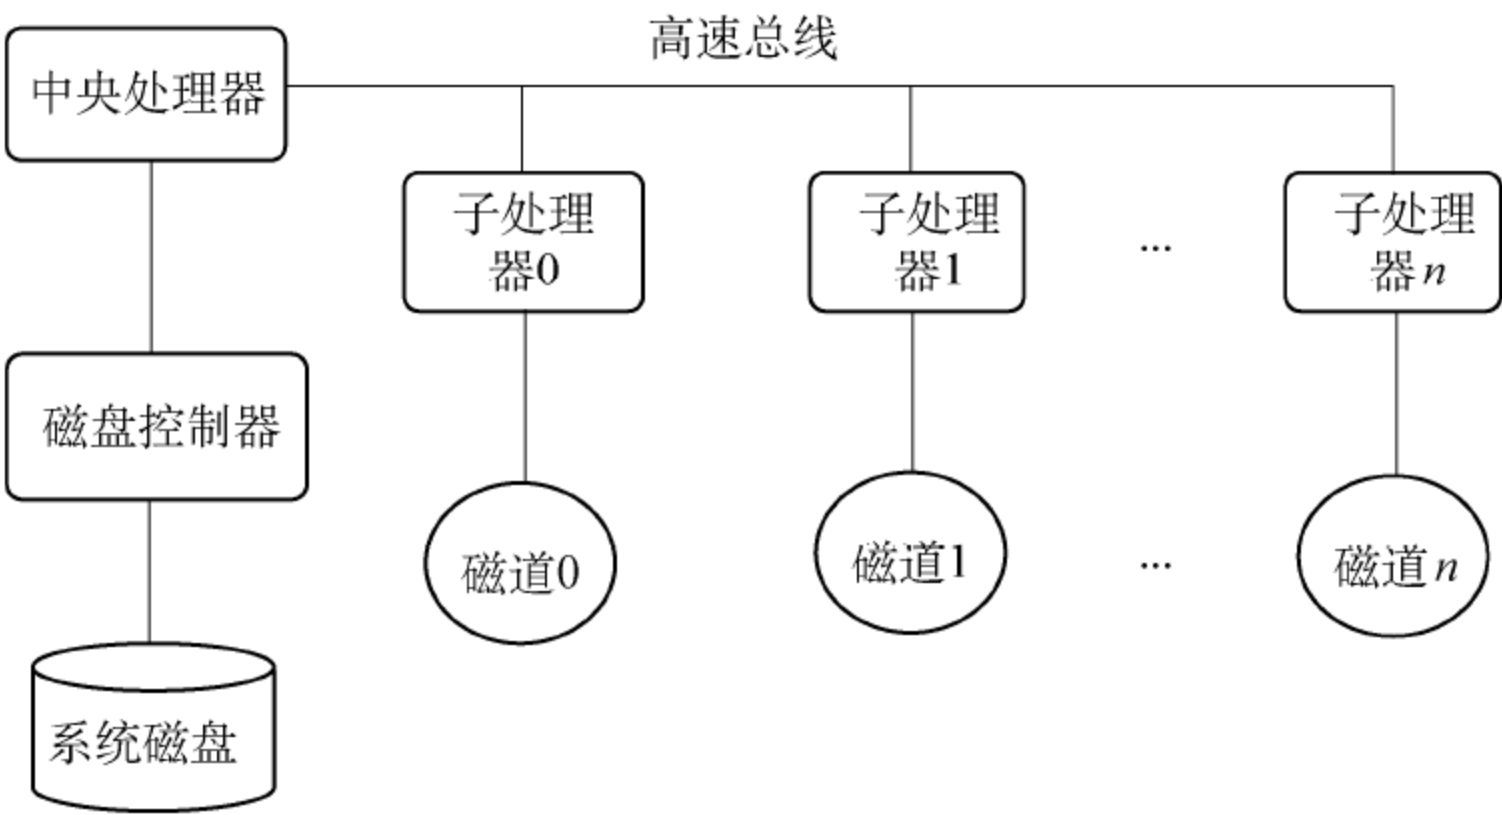 高速总线
中央处理器
子处理
器0
子处理
器1
...
子处理
器n
磁盘控制器
磁道0
磁道1
...
磁道n
系统磁盘